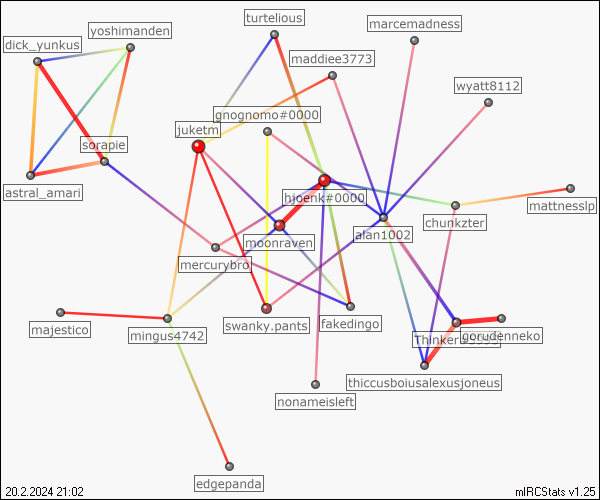 turtelious
marcemadness
yoshimanden
dick_yunkus
maddiee3773
wyatt8112
gnognomo#0000
juketm
sorapie
astral_amari
hjoenk#0000
mattnesslp
chunkzter
alan1002
moonraven
mercurybro
majestico
mingus4742
swanky.pants
fakedingo
gorudenneko
thiccusboiusalexusjoneus
nonameisleft
edgepanda
20.2.2024 21:02
mIRCStats v1.25